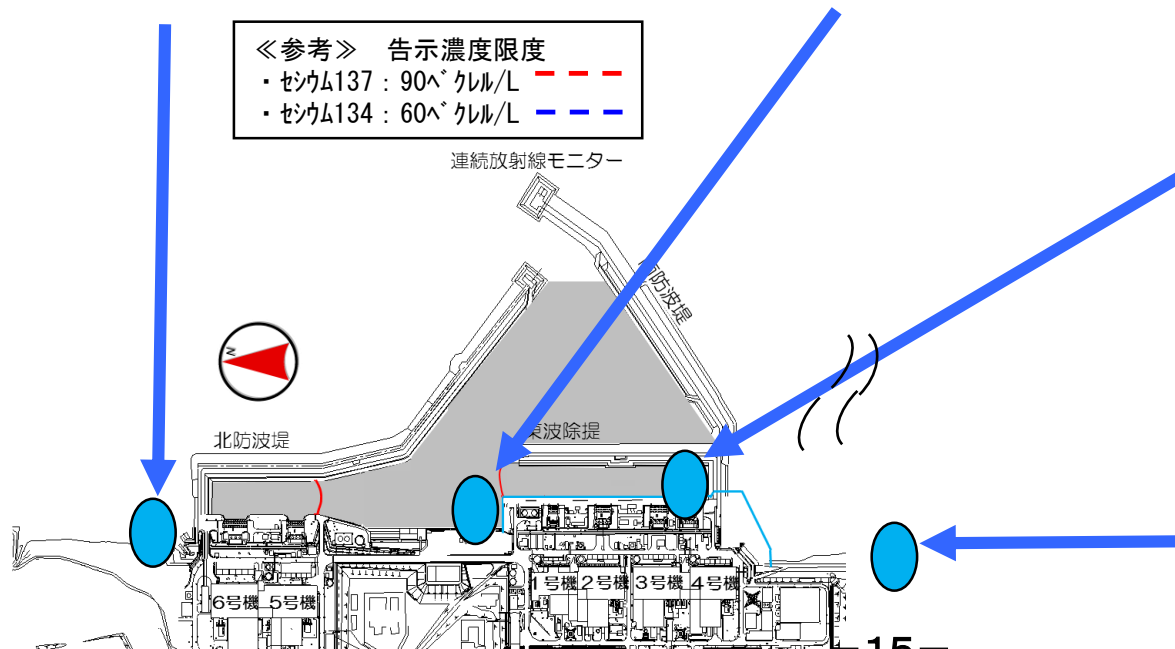 ≪参考≫ 告示濃度限度
・ｾｼｳﾑ137：90ﾍﾞｸﾚﾙ/L
・ｾｼｳﾑ134：60ﾍﾞｸﾚﾙ/L
連続放射線モニター
防波堤
N
北防波堤
東波除堤
1号機
2号機
3号機
4号機
6号機
5号機
15